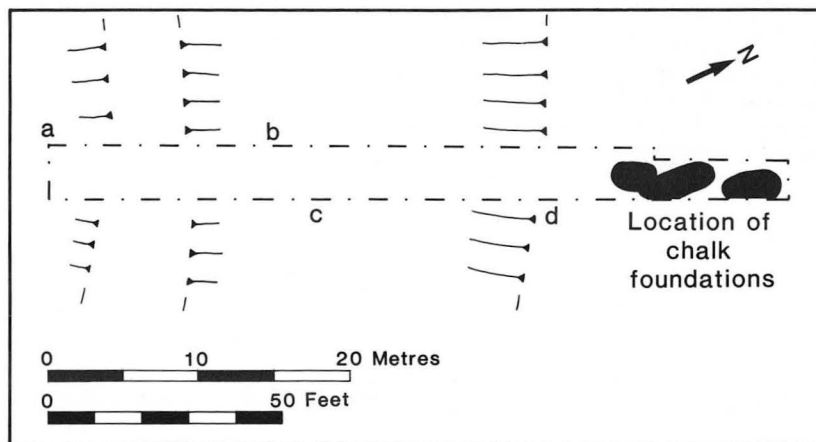 N
a
b
c
d
Location of
chalk
foundations
0 10 20 Metres
0 50 Feet